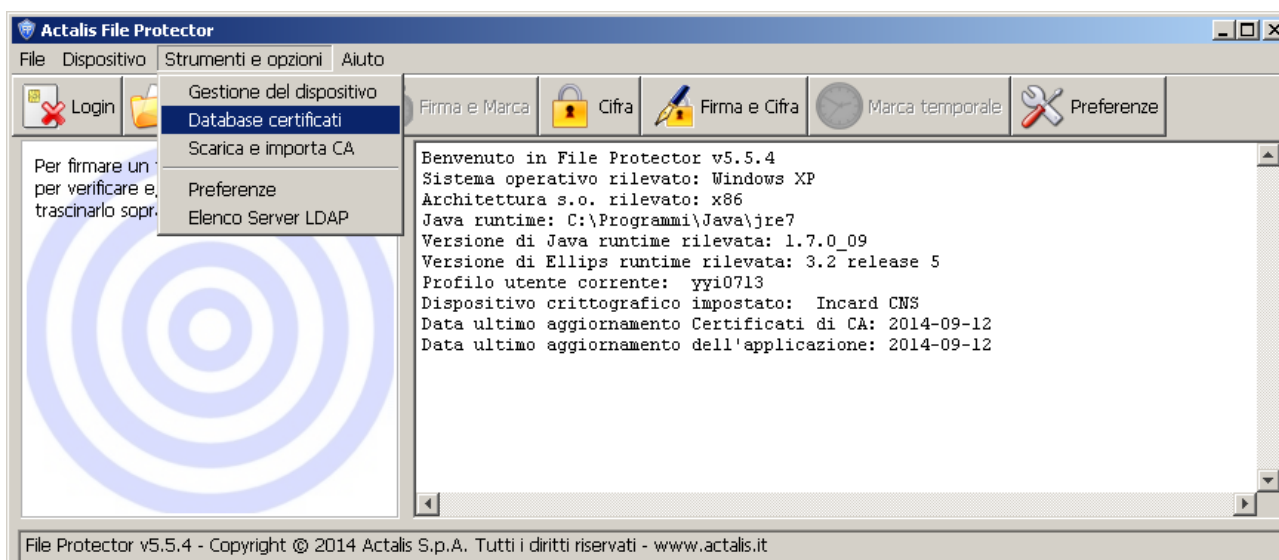 Actalis File Protector
File Dispositivo Strumenti e opzioni Aiuto
Login Firma e Marca Cifra Firma e Cifra Marca temporale Preferenze
Gestione del dispositivo
Database certificati
Scarica e importa CA
Preferenze
Elenco Server LDAP
Per firmare un
per verificare e
trascinarlo sopr
Benvenuto in File Protector v5.5.4
Sistema operativo rilevato: Windows XP
Architettura s.o. rilevato: x86
Java runtime: C:\Programmi\Java\jre7
Versione di Java runtime rilevata: 1.7.0_09
Versione di Ellips runtime rilevata: 3.2 release 5
Profilo utente corrente: yyi0713
Dispositivo crittografico impostato: Incard CNS
Data ultimo aggiornamento Certificati di CA: 2014-09-12
Data ultimo aggiornamento dell'applicazione: 2014-09-12
File Protector v5.5.4 - Copyright © 2014 Actalis S.p.A. Tutti i diritti riservati - www.actalis.it